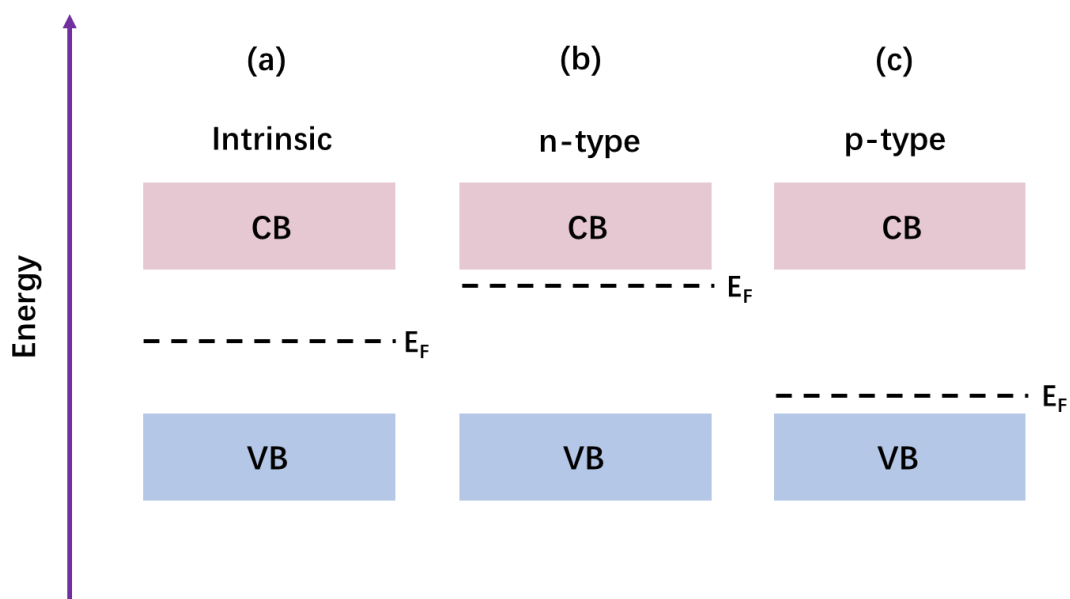 (a)
(b)
(c)
Intrinsic
n-type
p-type
CB
CB
CB
E_F
E_F
E_F
VB
VB
VB
Energy